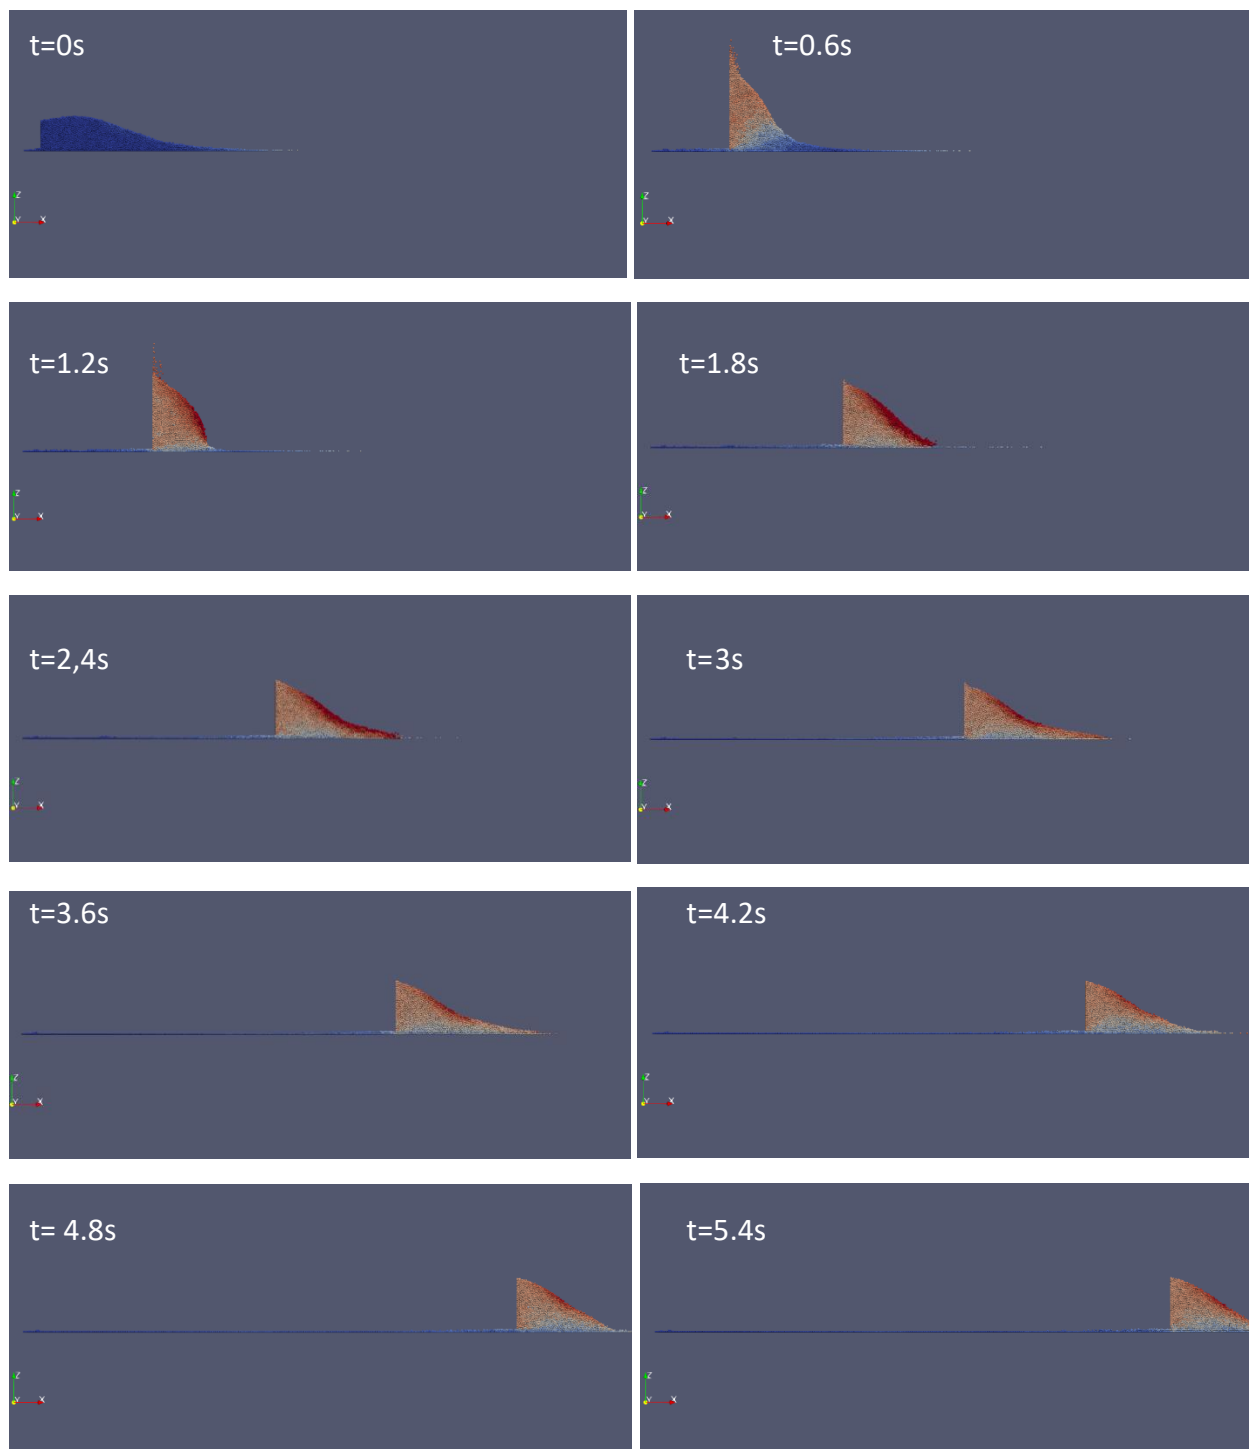 t=0s
t=0.6s
Z
Y
X
Z
Y
X
t=1.2s
t=1.8s
Z
Y
X
Z
Y
X
t=2,4s
t=3s
Z
Y
X
Z
Y
X
t=3.6s
t=4.2s
Z
Y
X
Z
Y
X
t= 4.8s
t=5.4s
Z
Y
X
Z
Y
X